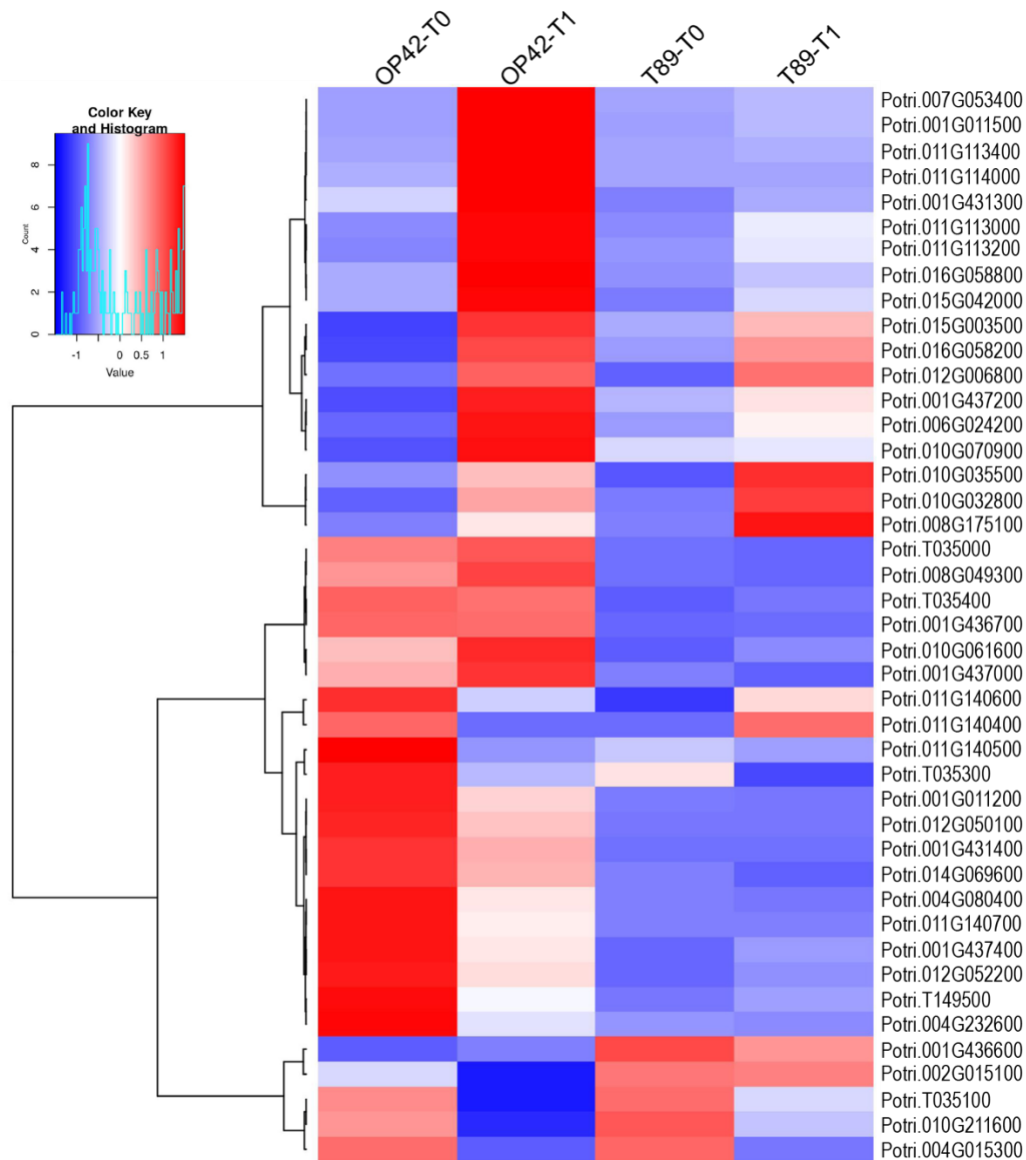 OP42-T0 OP42-T1 T89-T0 T89-T1
Color Key
and Histogram
Count
0 2 4 6 8
-1 0 0.5 1
Value
Potri.007G053400
Potri.001G011500
Potri.011G113400
Potri.011G114000
Potri.001G431300
Potri.011G113000
Potri.011G113200
Potri.016G058800
Potri.015G042000
Potri.015G003500
Potri.016G058200
Potri.012G006800
Potri.001G437200
Potri.006G024200
Potri.010G070900
Potri.010G035500
Potri.010G032800
Potri.008G175100
Potri.T035000
Potri.008G049300
Potri.T035400
Potri.001G436700
Potri.010G061600
Potri.001G437000
Potri.011G140600
Potri.011G140400
Potri.011G140500
Potri.T035300
Potri.001G011200
Potri.012G050100
Potri.001G431400
Potri.014G069600
Potri.004G080400
Potri.011G140700
Potri.001G437400
Potri.012G052200
Potri.T149500
Potri.004G232600
Potri.001G436600
Potri.002G015100
Potri.T035100
Potri.010G211600
Potri.004G015300